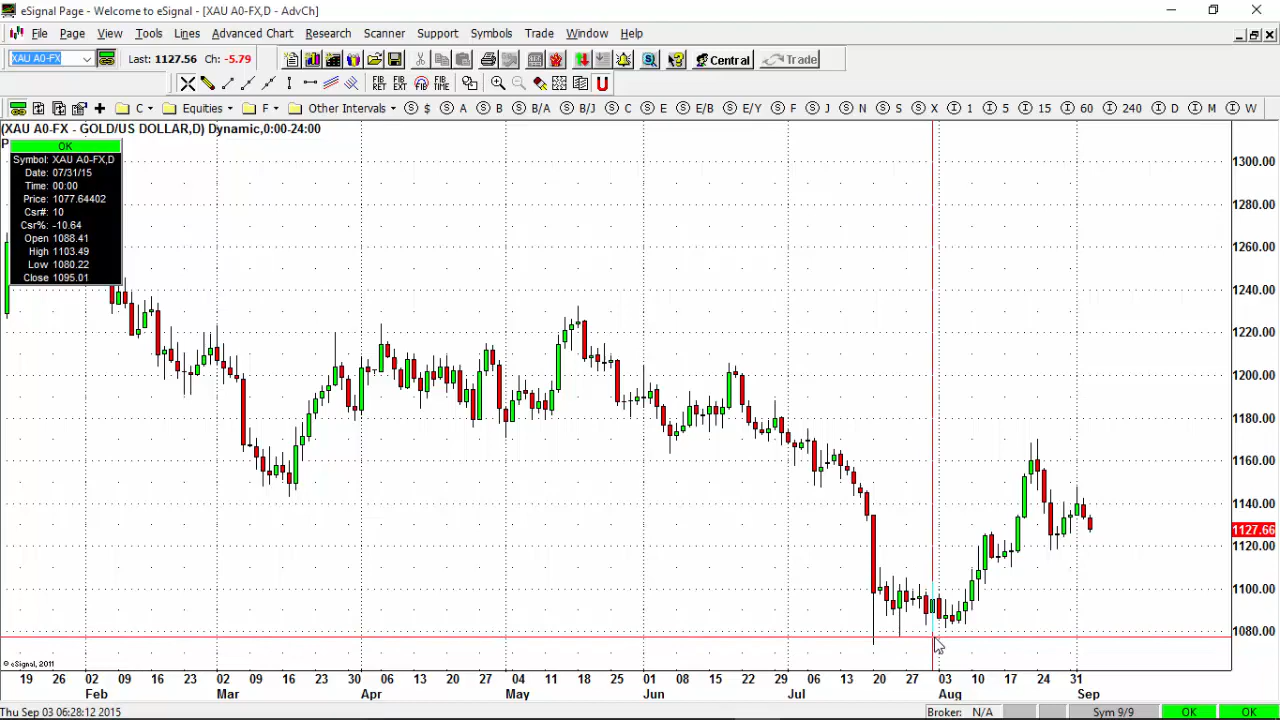 eSignal Page - Welcome to eSignal - [XAU A0-FX,D - AdvCh]
File Page View Tools Lines Advanced Chart Research Scanner Support Symbols Trade Window Help
XAU A0-FX Last: 1127.56 Ch: -5.79 Central Trade
FIB RET FIB EXT FIB TIME
C Equities F Other Intervals $ A B B/A B/J C E E/B E/Y F J N S X 1 5 15 60 240 D M W
(XAU A0-FX - GOLD/US DOLLAR,D) Dynamic,0:00-24:00
P
OK
Symbol: XAU A0-FX,D
Date: 07/31/15
Time: 00:00
Price: 1077.64402
Csr#: 10
Csr%: -10.64
Open 1088.41
High 1103.49
Low 1080.22
Close 1095.01
1300.00
1280.00
1260.00
1240.00
1220.00
1200.00
1180.00
1160.00
1140.00
1127.66
1120.00
1100.00
1080.00
© eSignal, 2011
19 26 02 09 16 23 02 09 16 23 30 06 13 20 27 04 11 18 25 01 08 15 22 29 06 13 20 27 03 10 17 24 31
Feb Mar Apr May Jun Jul Aug Sep
Thu Sep 03 06:28:12 2015 Broker: N/A Sym 9/9 OK OK